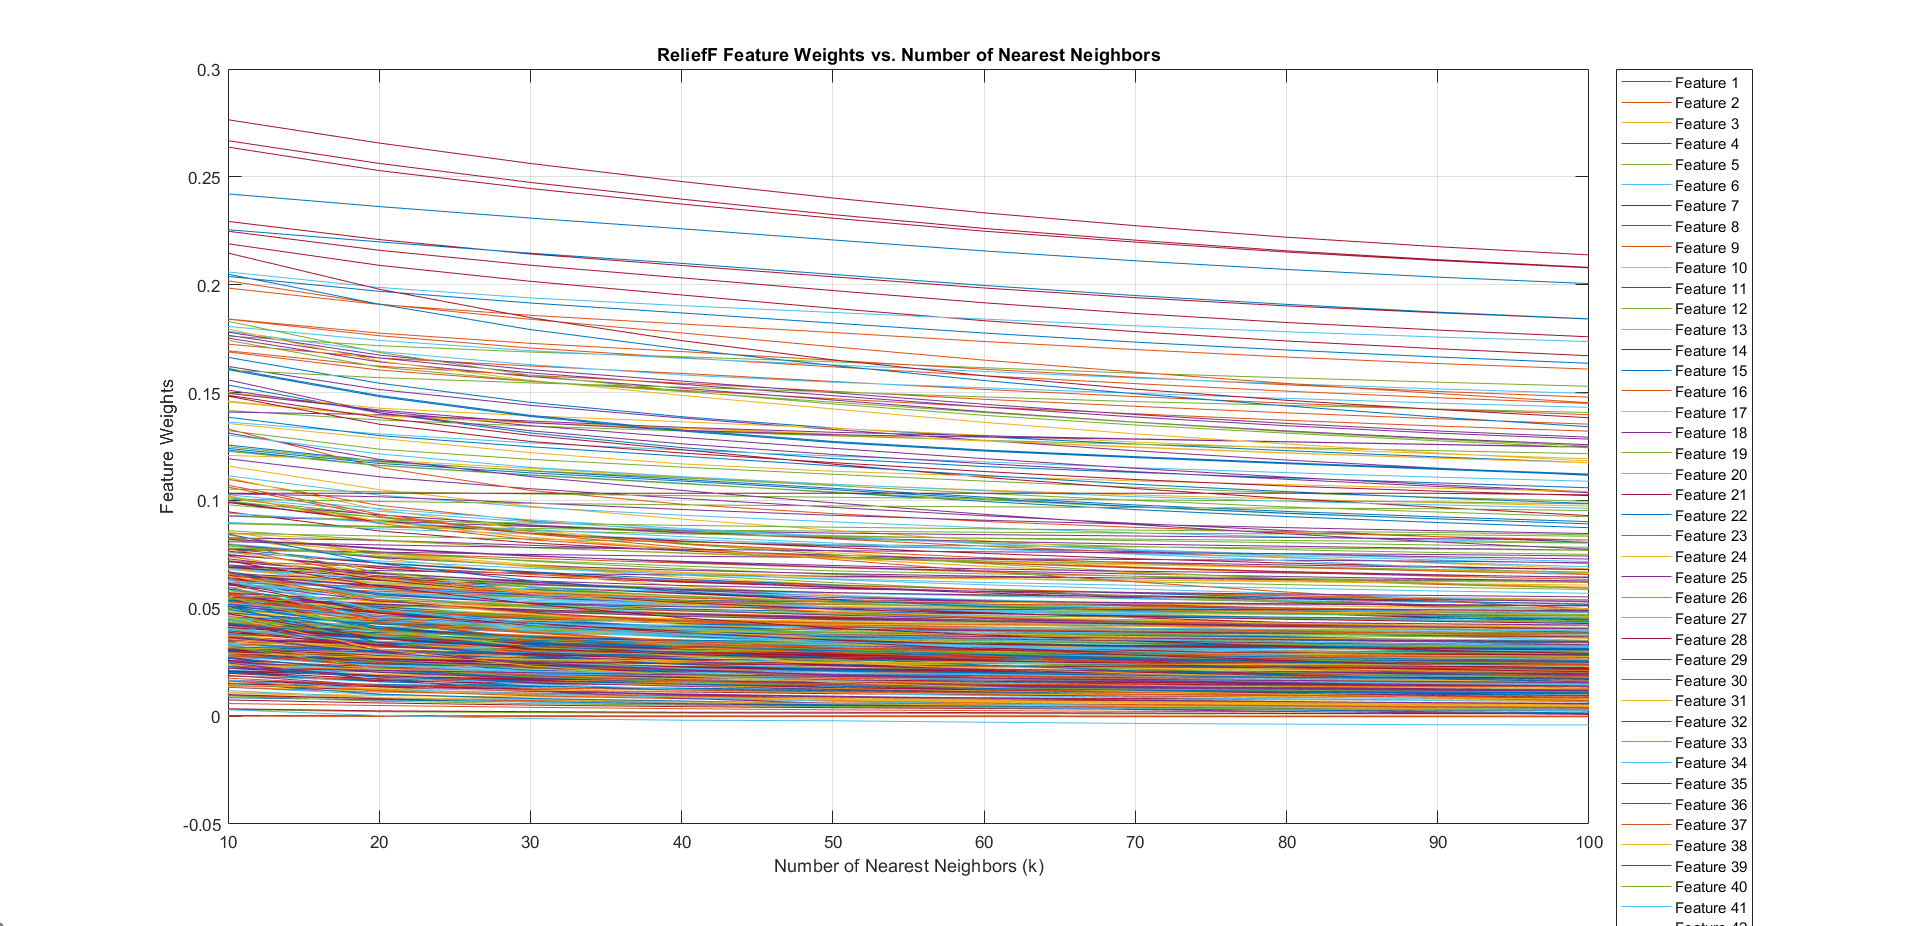 ReliefF Feature Weights vs. Number of Nearest Neighbors
0.3
0.25
0.2
0.15
0.1
0.05
0
-0.05
Feature Weights
10 20 30 40 50 60 70 80 90 100
Number of Nearest Neighbors (k)
Feature 1
Feature 2
Feature 3
Feature 4
Feature 5
Feature 6
Feature 7
Feature 8
Feature 9
Feature 10
Feature 11
Feature 12
Feature 13
Feature 14
Feature 15
Feature 16
Feature 17
Feature 18
Feature 19
Feature 20
Feature 21
Feature 22
Feature 23
Feature 24
Feature 25
Feature 26
Feature 27
Feature 28
Feature 29
Feature 30
Feature 31
Feature 32
Feature 33
Feature 34
Feature 35
Feature 36
Feature 37
Feature 38
Feature 39
Feature 40
Feature 41